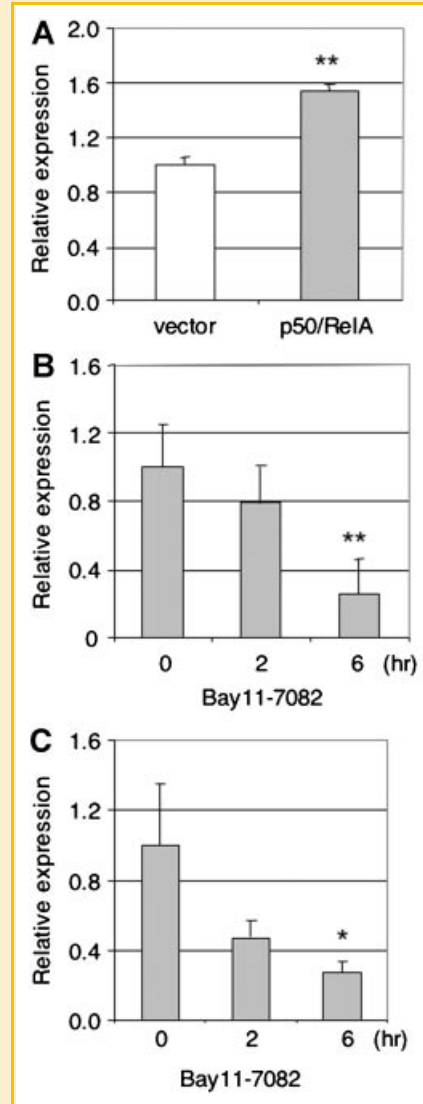 A
Relative expression
2.0
1.6
1.2
0.8
0.4
0.0
**
vector p50/RelA
B
Relative expression
1.6
1.2
0.8
0.4
0
**
0 2 6 (hr)
Bay11-7082
C
Relative expression
1.6
1.2
0.8
0.4
0.0
*
0 2 6 (hr)
Bay11-7082